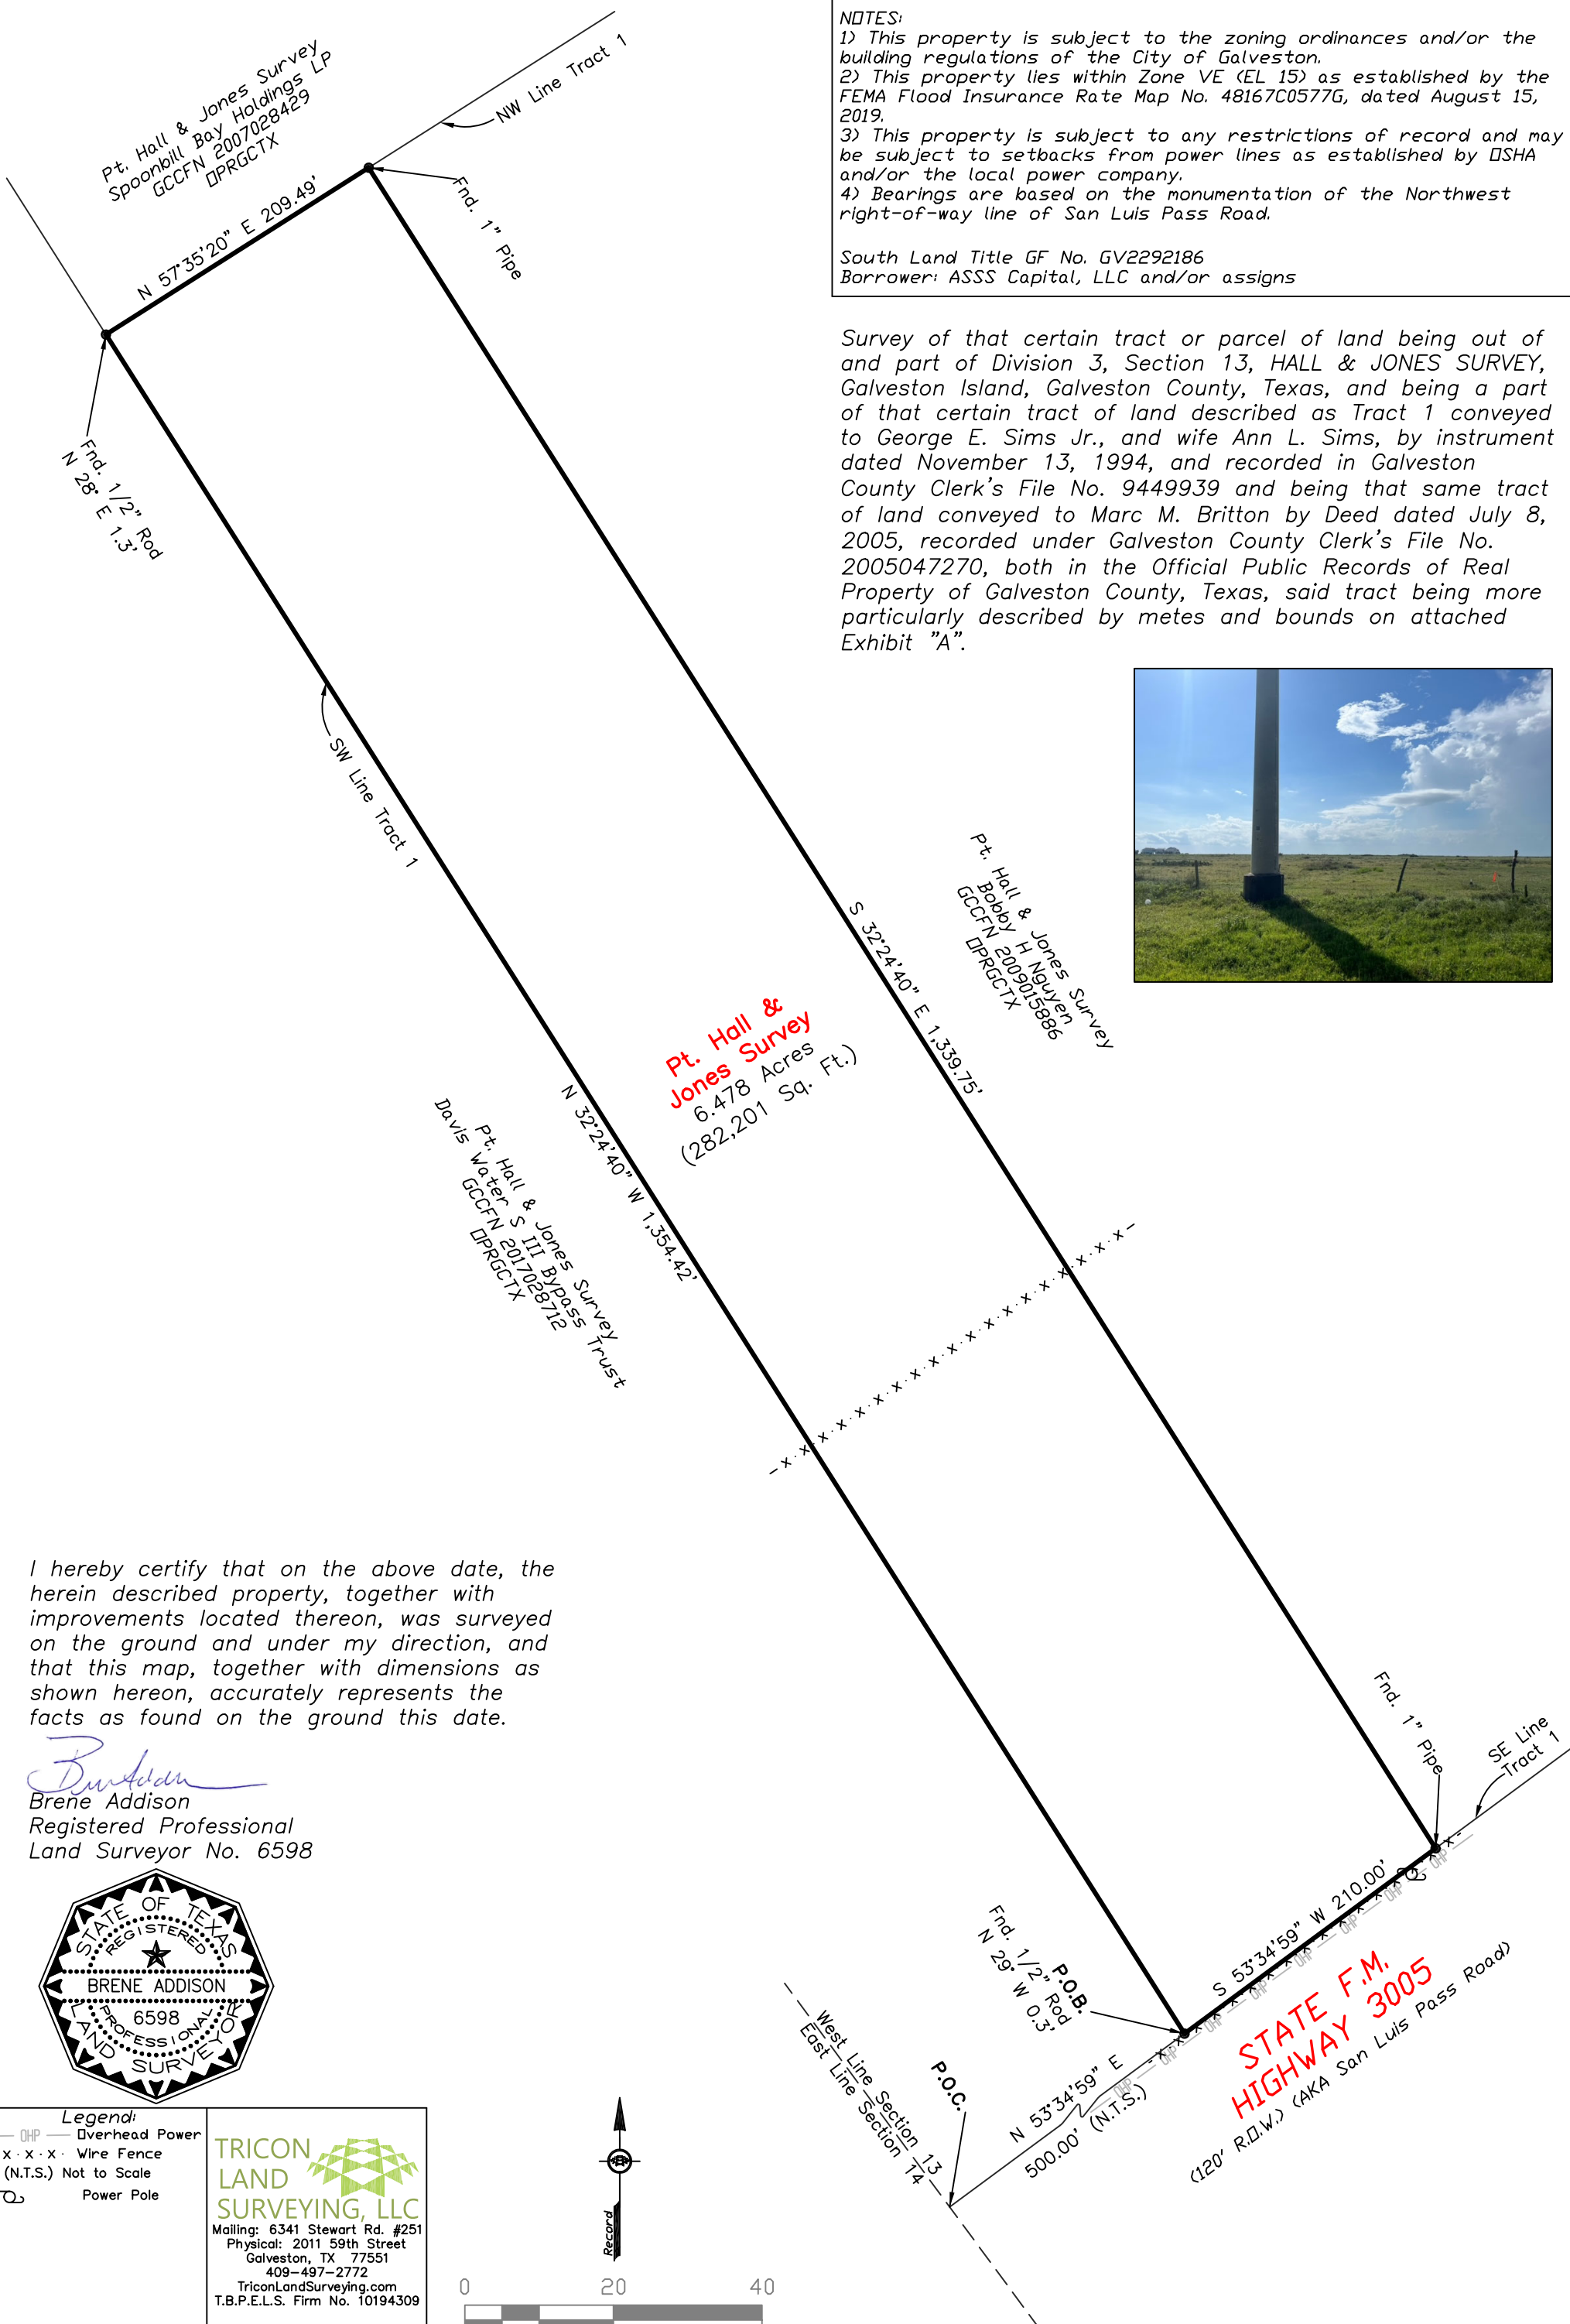 NOTES:
1) This property is subject to the zoning ordinances and/or the
building regulations of the City of Galveston.
2) This property lies within Zone VE (EL 15) as established by the
FEMA Flood Insurance Rate Map No. 48167C0577G, dated August 15,
2019.
3) This property is subject to any restrictions of record and may
be subject to setbacks from power lines as established by OSHA
and/or the local power company.
4) Bearings are based on the monumentation of the Northwest
right-of-way line of San Luis Pass Road.
South Land Title GF No. GV2292186
Borrower: ASSS Capital, LLC and/or assigns
Survey of that certain tract or parcel of land being out of
and part of Division 3, Section 13, HALL & JONES SURVEY,
Galveston Island, Galveston County, Texas, and being a part
of that certain tract of land described as Tract 1 conveyed
to George E. Sims Jr., and wife Ann L. Sims, by instrument
dated November 13, 1994, and recorded in Galveston
County Clerk's File No. 9449939 and being that same tract
of land conveyed to Marc M. Britton by Deed dated July 8,
2005, recorded under Galveston County Clerk's File No.
2005047270, both in the Official Public Records of Real
Property of Galveston County, Texas, said tract being more
particularly described by metes and bounds on attached
Exhibit "A".
Pt. Hall & Jones Survey
Spoonbill Bay Holdings LP
GCCFN 2007028429
OPRGCTX
NW Line Tract 1
N 57°35'20" E 209.49'
Fnd. 1" Pipe
Fnd. 1/2" Rod
N 28° E 1.3'
SW Line Tract 1
S 32°24'40" E 1,339.75'
Pt. Hall & Jones Survey
Bobby H Nguyen
GCCFN 2009015886
OPRGCTX
Pt. Hall &
Jones Survey
6.478 Acres
(282,201 Sq. Ft.)
N 32°24'40" W 1,354.42'
Pt. Hall & Jones Survey
Davis Water S III Bypass Trust
GCCFN 2017028712
OPRGCTX
I hereby certify that on the above date, the
herein described property, together with
improvements located thereon, was surveyed
on the ground and under my direction, and
that this map, together with dimensions as
shown hereon, accurately represents the
facts as found on the ground this date.
Brene Addison
Registered Professional
Land Surveyor No. 6598
STATE OF TEXAS
REGISTERED
BRENE ADDISON
6598
PROFESSIONAL
LAND SURVEYOR
Fnd. 1" Pipe
SE Line
Tract 1
S 53°34'59" W 210.00'
OHP
OHP
OHP
OHP
OHP
OHP
OHP
OHP
Fnd. 1/2" Rod
N 29° W 0.3'
P.O.B.
STATE F.M.
HIGHWAY 3005
(120' R.O.W.) (AKA San Luis Pass Road)
West Line Section 13
East Line Section 14
P.O.C.
N 53°34'59" E
500.00' (N.T.S.)
Legend:
OHP Overhead Power
x · x · x · Wire Fence
(N.T.S.) Not to Scale
Power Pole
TRICON
LAND
SURVEYING, LLC
Mailing: 6341 Stewart Rd. #251
Physical: 2011 59th Street
Galveston, TX 77551
409-497-2772
TriconLandSurveying.com
T.B.P.E.L.S. Firm No. 10194309
Record
0 20 40